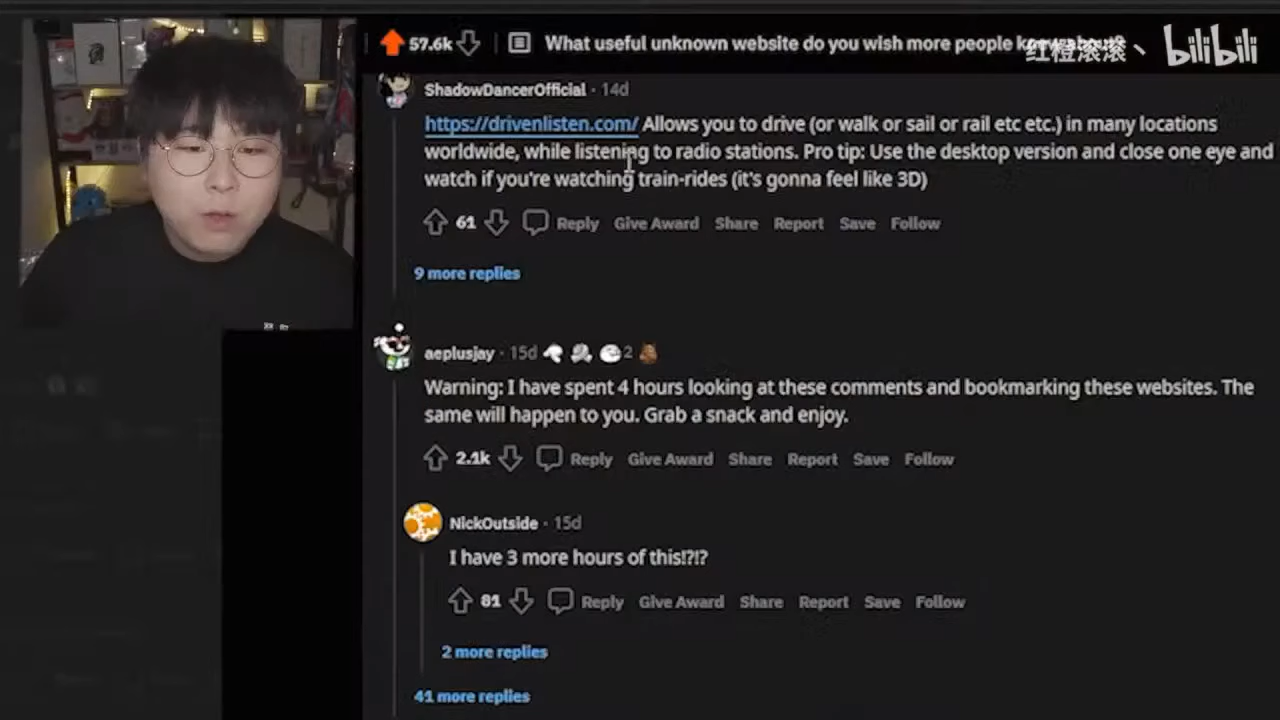 57.6k
What useful unknown website do you wish more people know about?
红橙滚滚丶
bilibili
ShadowDancerOfficial · 14d
https://drivenlisten.com/ Allows you to drive (or walk or sail or rail etc etc.) in many locations
worldwide, while listening to radio stations. Pro tip: Use the desktop version and close one eye and
watch if you're watching train-rides (it's gonna feel like 3D)
61 Reply Give Award Share Report Save Follow
9 more replies
aeplusjay · 15d 2
Warning: I have spent 4 hours looking at these comments and bookmarking these websites. The
same will happen to you. Grab a snack and enjoy.
2.1k Reply Give Award Share Report Save Follow
NickOutside · 15d
I have 3 more hours of this!?!?
81 Reply Give Award Share Report Save Follow
2 more replies
41 more replies